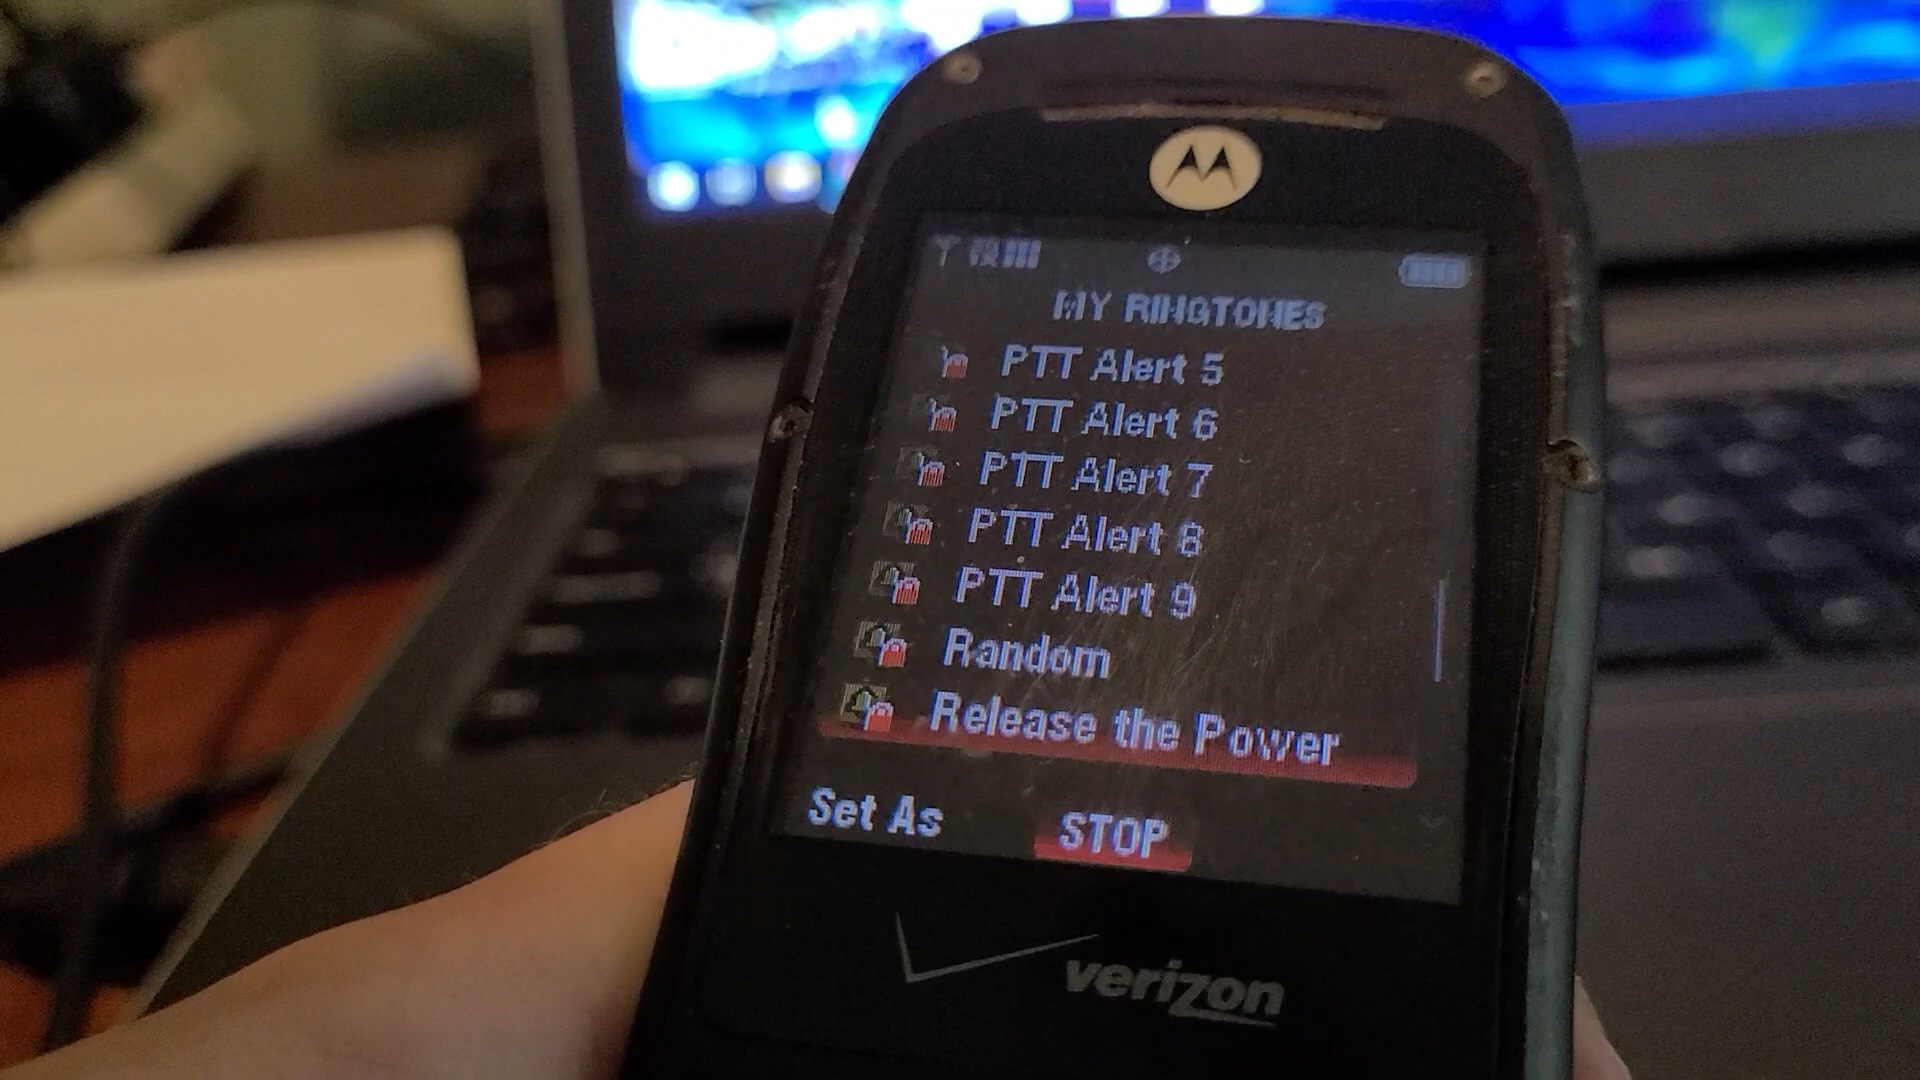 MY RINGTONES
PTT Alert 5
PTT Alert 6
PTT Alert 7
PTT Alert 8
PTT Alert 9
Random
Release the Power
Set As STOP
verizon